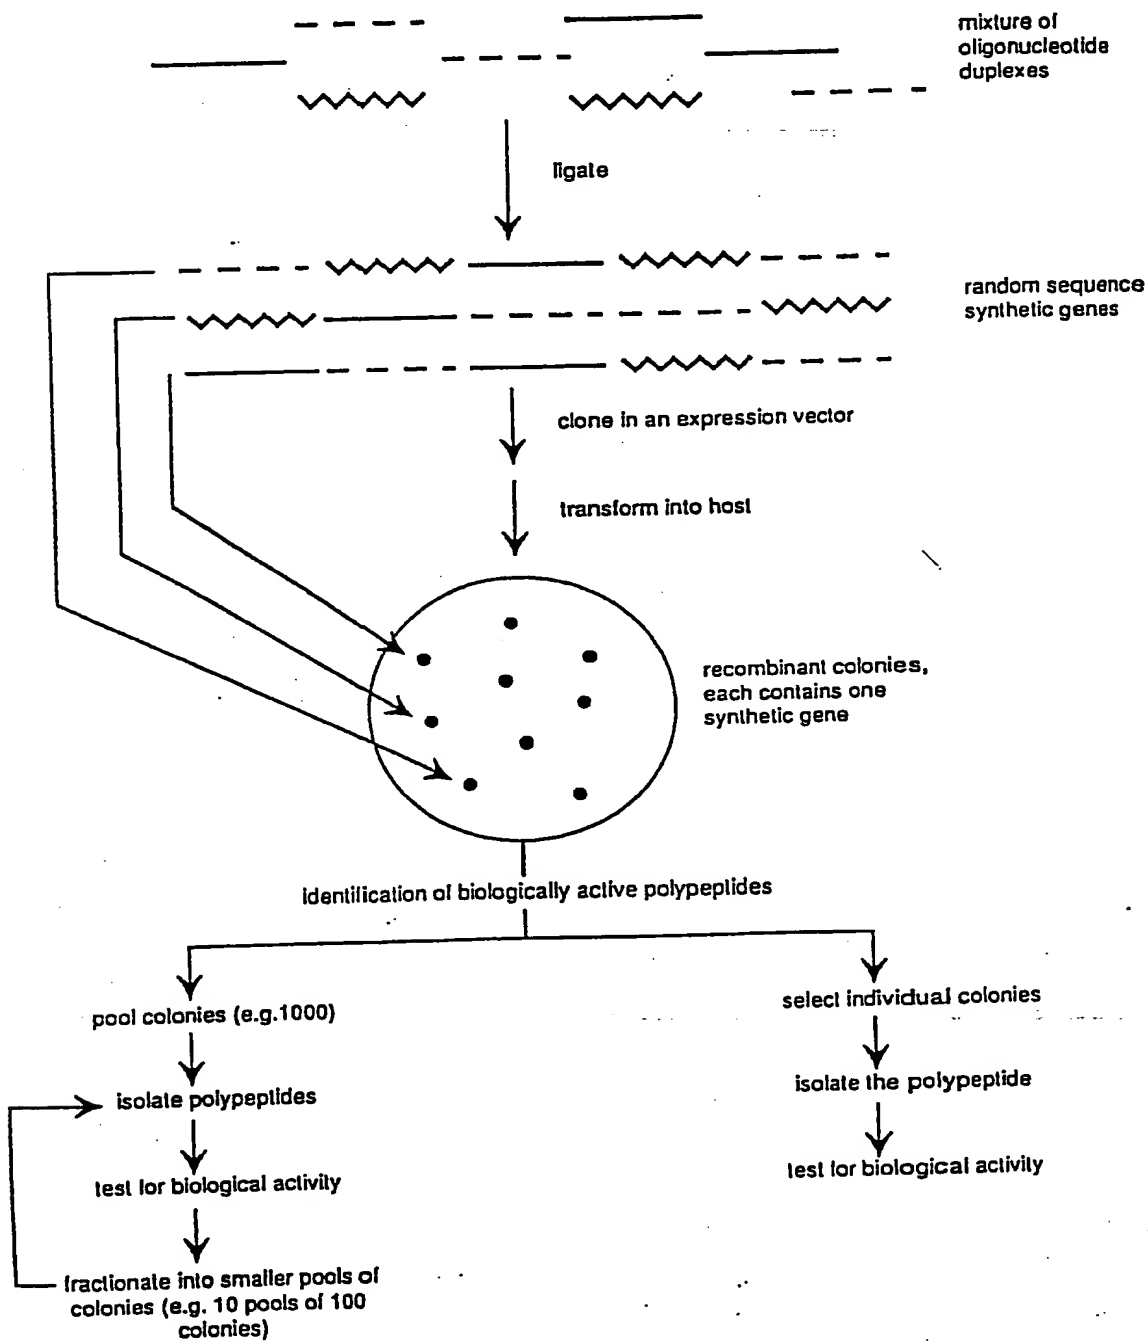 mixture of
oligonucleotide
duplexes
ligate
random sequence
synthetic genes
clone in an expression vector
transform into host
recombinant colonies,
each contains one
synthetic gene
identification of biologically active polypeptides
pool colonies (e.g.1000)
isolate polypeptides
test for biological activity
fractionate into smaller pools of
colonies (e.g. 10 pools of 100
colonies)
select individual colonies
isolate the polypeptide
test for biological activity